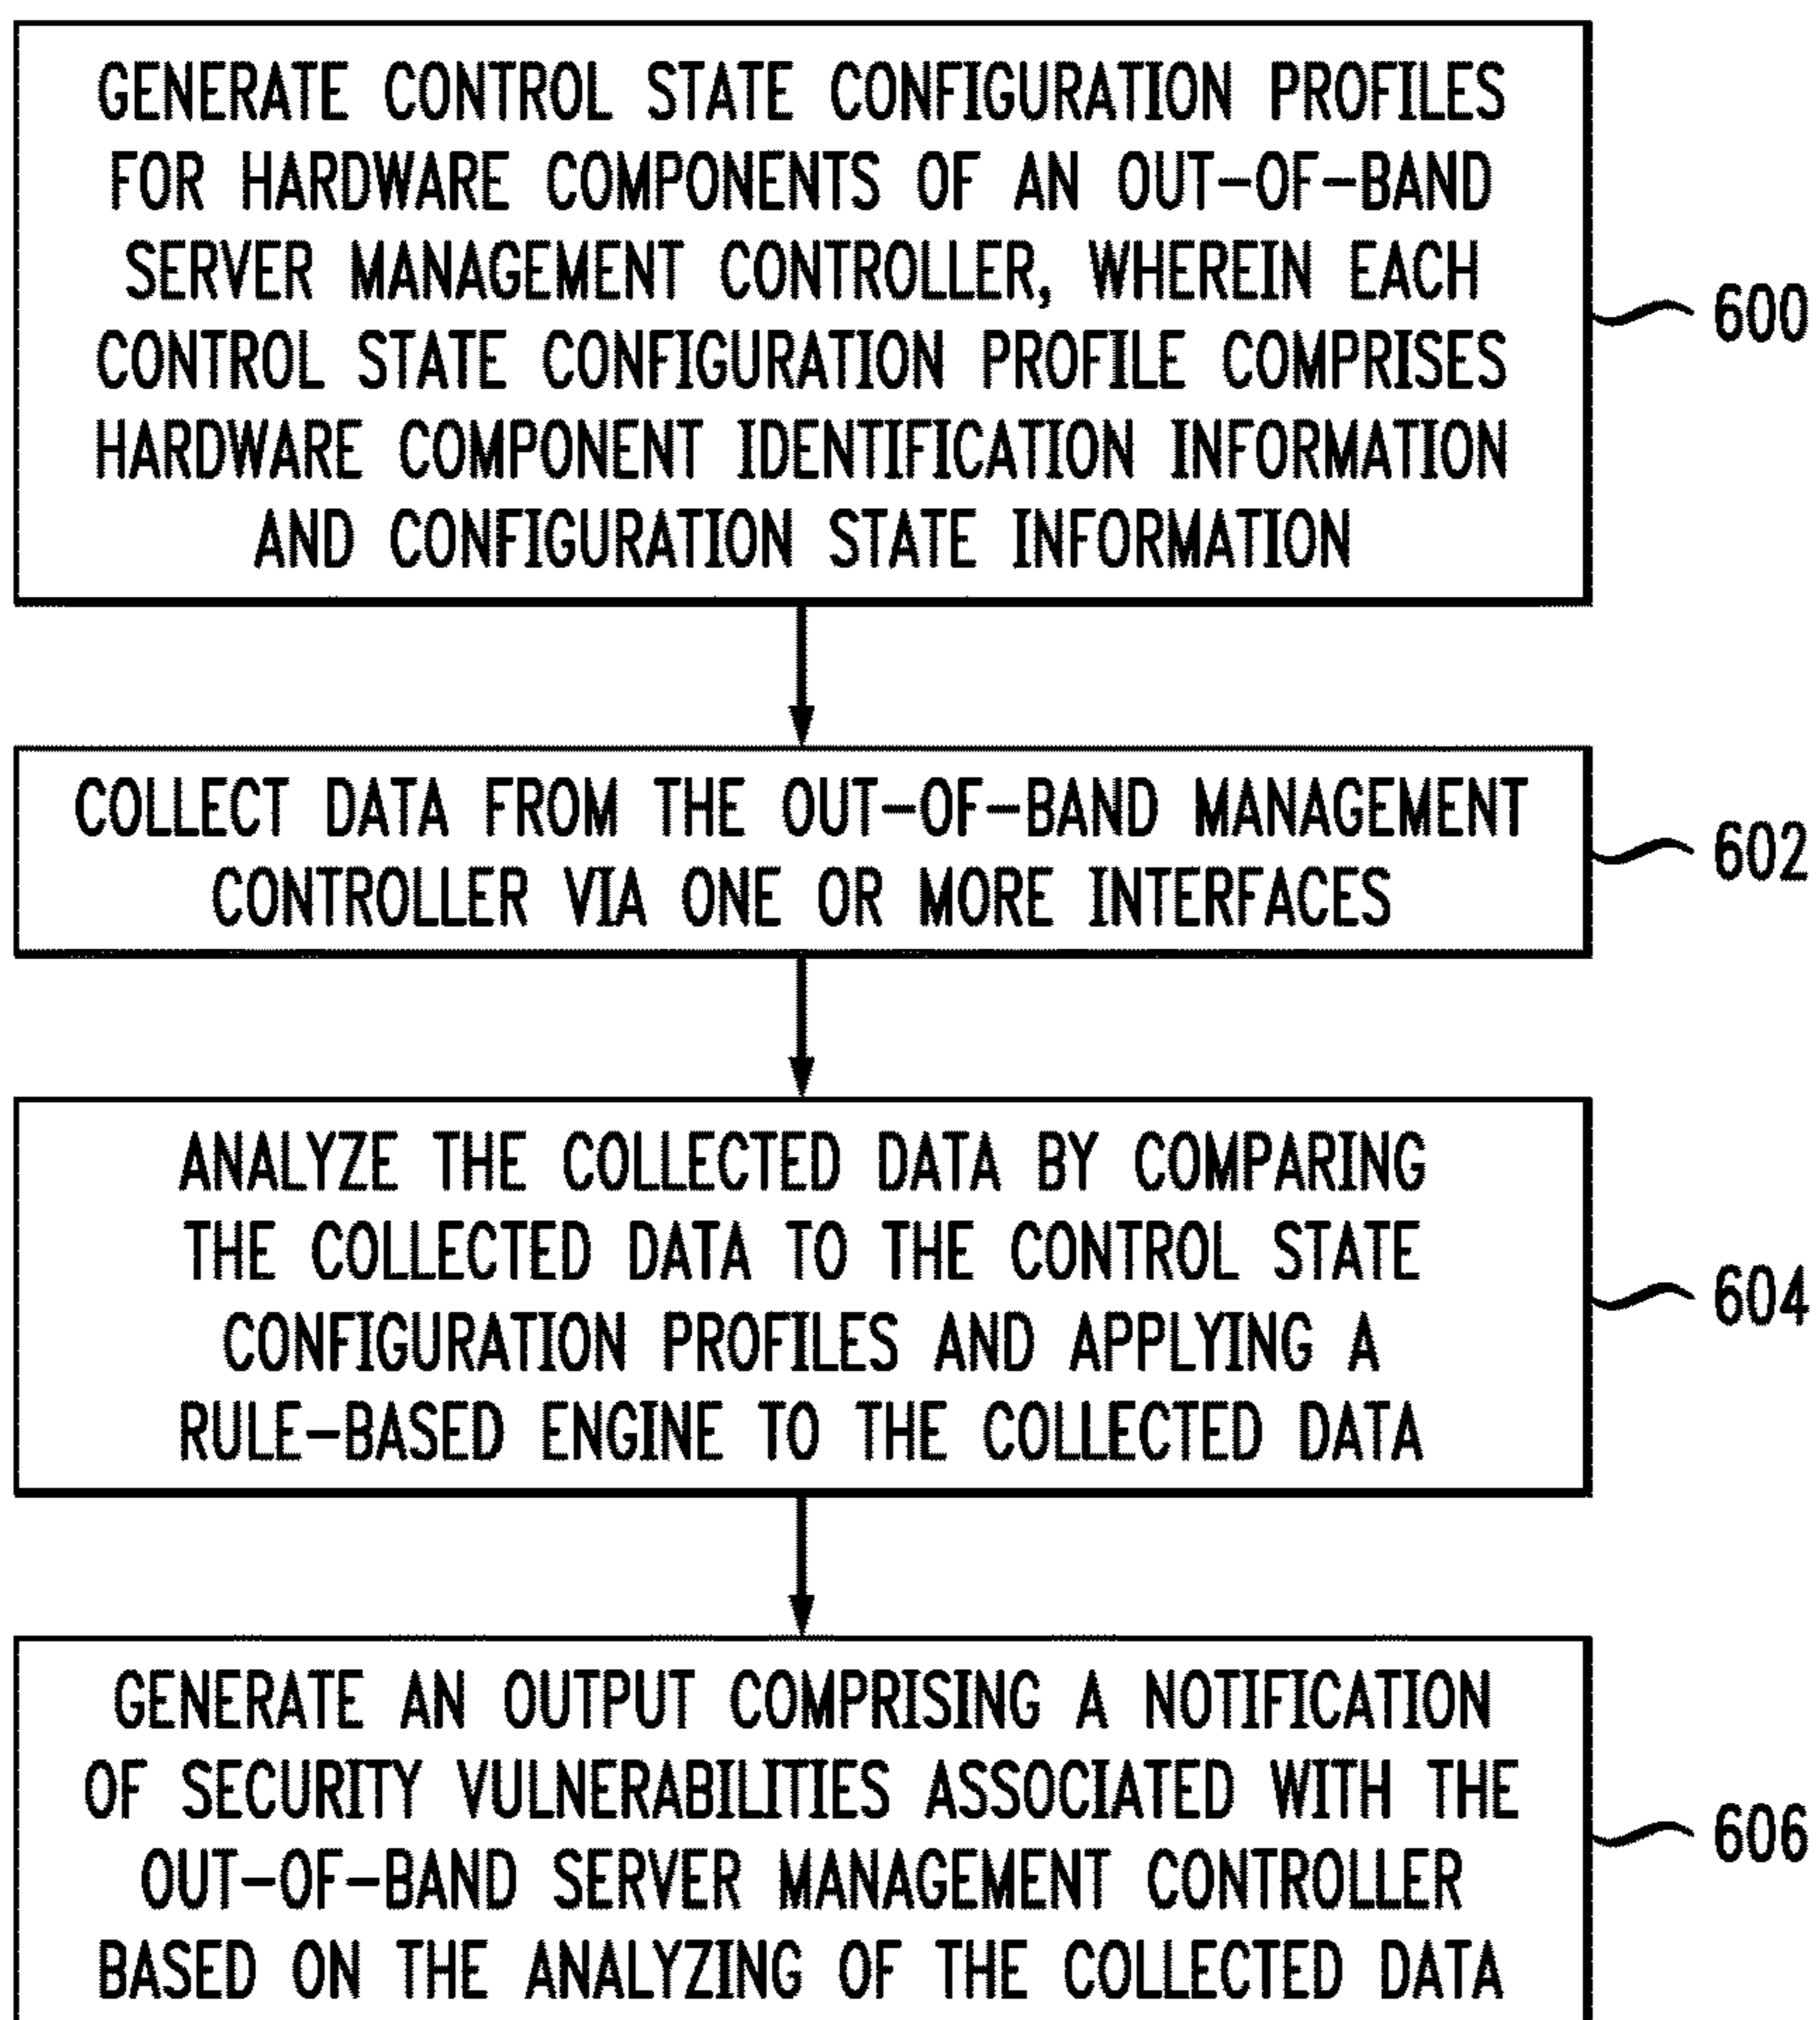 GENERATE CONTROL STATE CONFIGURATION PROFILES
FOR HARDWARE COMPONENTS OF AN OUT-OF-BAND
SERVER MANAGEMENT CONTROLLER, WHEREIN EACH
CONTROL STATE CONFIGURATION PROFILE COMPRISES
HARDWARE COMPONENT IDENTIFICATION INFORMATION
AND CONFIGURATION STATE INFORMATION
600
COLLECT DATA FROM THE OUT-OF-BAND MANAGEMENT
CONTROLLER VIA ONE OR MORE INTERFACES
602
ANALYZE THE COLLECTED DATA BY COMPARING
THE COLLECTED DATA TO THE CONTROL STATE
CONFIGURATION PROFILES AND APPLYING A
RULE-BASED ENGINE TO THE COLLECTED DATA
604
GENERATE AN OUTPUT COMPRISING A NOTIFICATION
OF SECURITY VULNERABILITIES ASSOCIATED WITH THE
OUT-OF-BAND SERVER MANAGEMENT CONTROLLER
BASED ON THE ANALYZING OF THE COLLECTED DATA
606